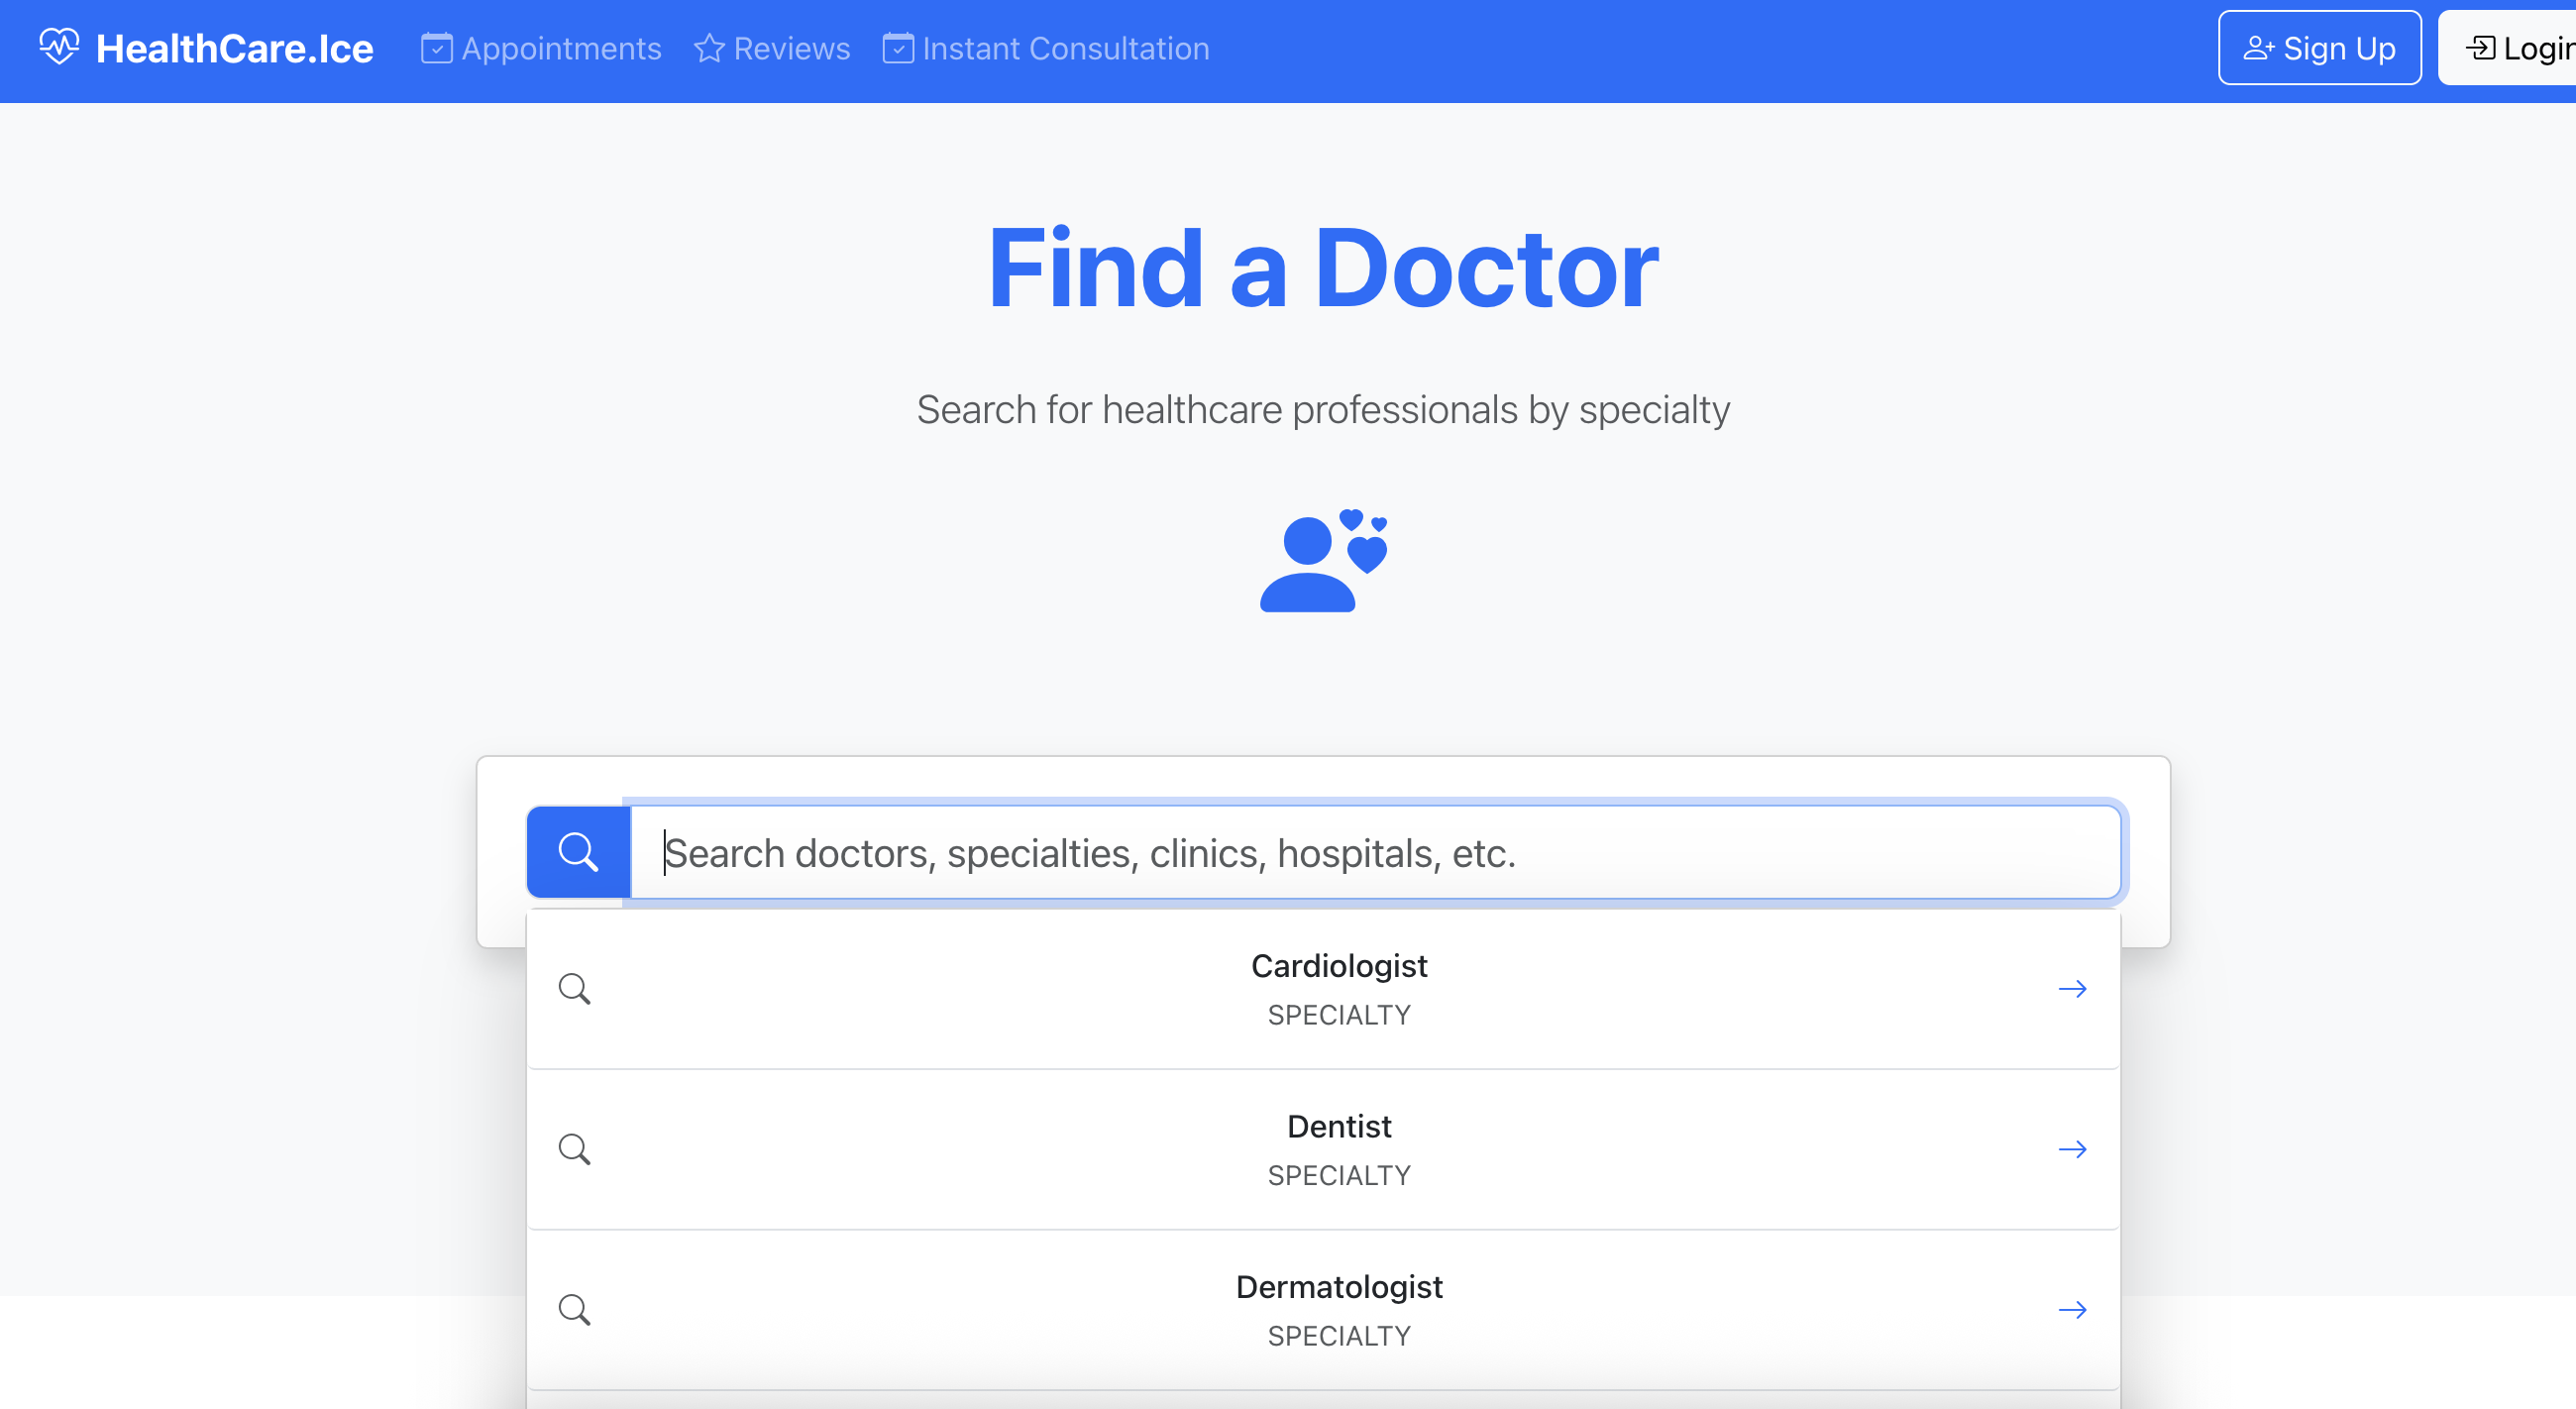 HealthCare.Ice Appointments Reviews Instant Consultation Sign Up Login
Find a Doctor
Search for healthcare professionals by specialty
Search doctors, specialties, clinics, hospitals, etc.
Cardiologist
SPECIALTY
Dentist
SPECIALTY
Dermatologist
SPECIALTY